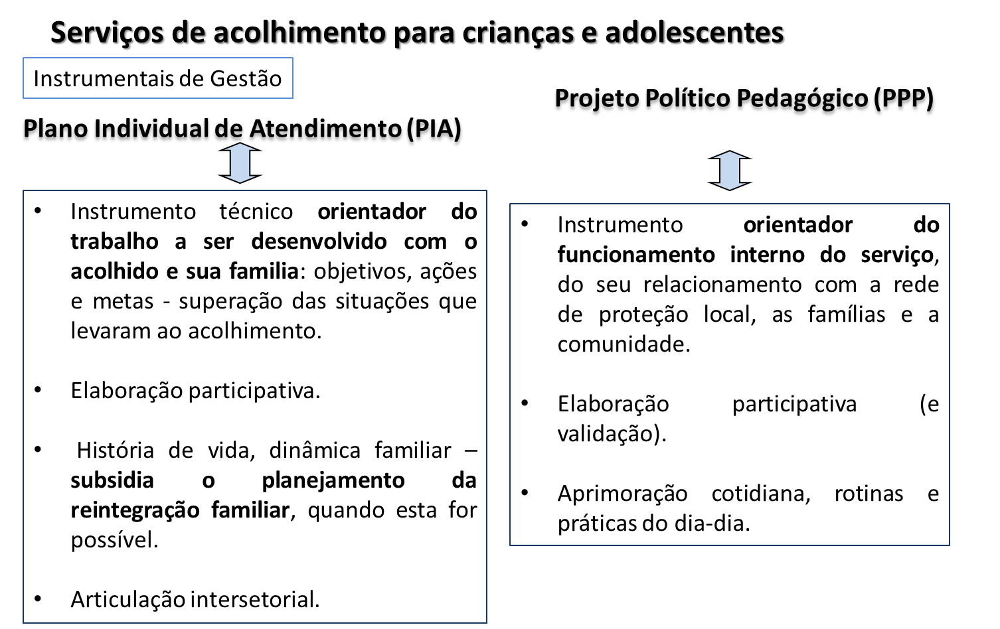 Serviços de acolhimento para crianças e adolescentes
Instrumentais de Gestão
Plano Individual de Atendimento (PIA)
• Instrumento técnico orientador do
trabalho a ser desenvolvido com o
acolhido e sua familia: objetivos, ações
e metas - superação das situações que
levaram ao acolhimento.
• Elaboração participativa.
• História de vida, dinâmica familiar –
subsidia o planejamento da
reintegração familiar, quando esta for
possível.
• Articulação intersetorial.
Projeto Político Pedagógico (PPP)
• Instrumento orientador do
funcionamento interno do serviço,
do seu relacionamento com a rede
de proteção local, as famílias e a
comunidade.
• Elaboração participativa (e
validação).
• Aprimoração cotidiana, rotinas e
práticas do dia-dia.